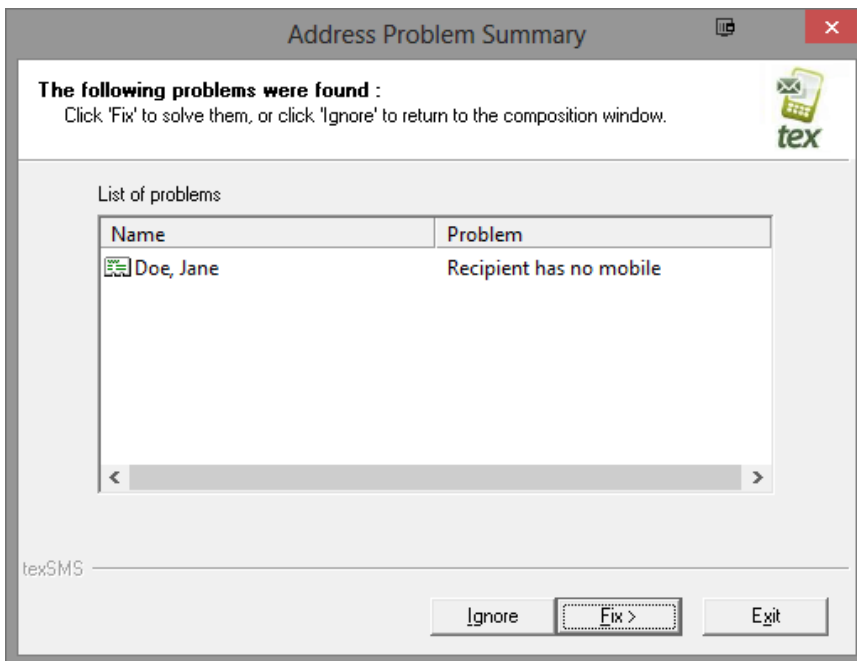 Address Problem Summary
The following problems were found :
Click 'Fix' to solve them, or click 'Ignore' to return to the composition window.
tex
List of problems
Name Problem
Doe, Jane Recipient has no mobile
texSMS
Ignore Fix > Exit